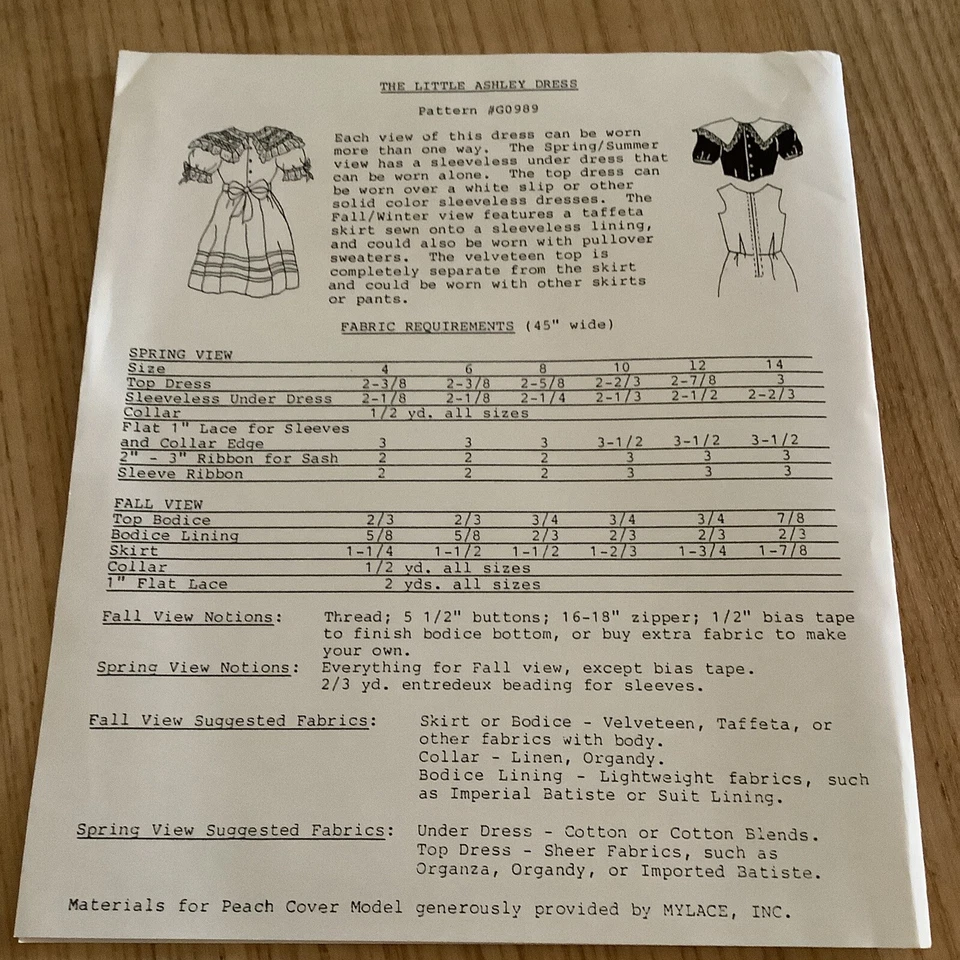 THE LITTLE ASHLEY DRESS
Pattern #G0989
Each view of this dress can be worn
more than one way. The Spring/Summer
view has a sleeveless under dress that
can be worn alone. The top dress can
be worn over a white slip or other
solid color sleeveless dresses. The
Fall/Winter view features a taffeta
skirt sewn onto a sleeveless lining,
and could also be worn with pullover
sweaters. The velveteen top is
completely separate from the skirt
and could be worn with other skirts
or pants.
FABRIC REQUIREMENTS (45" wide)
SPRING VIEW
Size 4 6 8 10 12 14
Top Dress 2-3/8 2-3/8 2-5/8 2-2/3 2-7/8 3
Sleeveless Under Dress 2-1/8 2-1/8 2-1/4 2-1/3 2-1/2 2-2/3
Collar 1/2 yd. all sizes
Flat 1" Lace for Sleeves
and Collar Edge 3 3 3 3-1/2 3-1/2 3-1/2
2" - 3" Ribbon for Sash 2 2 2 3 3 3
Sleeve Ribbon 2 2 2 3 3 3
FALL VIEW
Top Bodice 2/3 2/3 3/4 3/4 3/4 7/8
Bodice Lining 5/8 5/8 2/3 2/3 2/3 2/3
Skirt 1-1/4 1-1/2 1-1/2 1-2/3 1-3/4 1-7/8
Collar 1/2 yd. all sizes
1" Flat Lace 2 yds. all sizes
Fall View Notions: Thread; 5 1/2" buttons; 16-18" zipper; 1/2" bias tape
to finish bodice bottom, or buy extra fabric to make
your own.
Spring View Notions: Everything for Fall view, except bias tape.
2/3 yd. entredeux beading for sleeves.
Fall View Suggested Fabrics: Skirt or Bodice - Velveteen, Taffeta, or
other fabrics with body.
Collar - Linen, Organdy.
Bodice Lining - Lightweight fabrics, such
as Imperial Batiste or Suit Lining.
Spring View Suggested Fabrics: Under Dress - Cotton or Cotton Blends.
Top Dress - Sheer Fabrics, such as
Organza, Organdy, or Imported Batiste.
Materials for Peach Cover Model generously provided by MYLACE, INC.